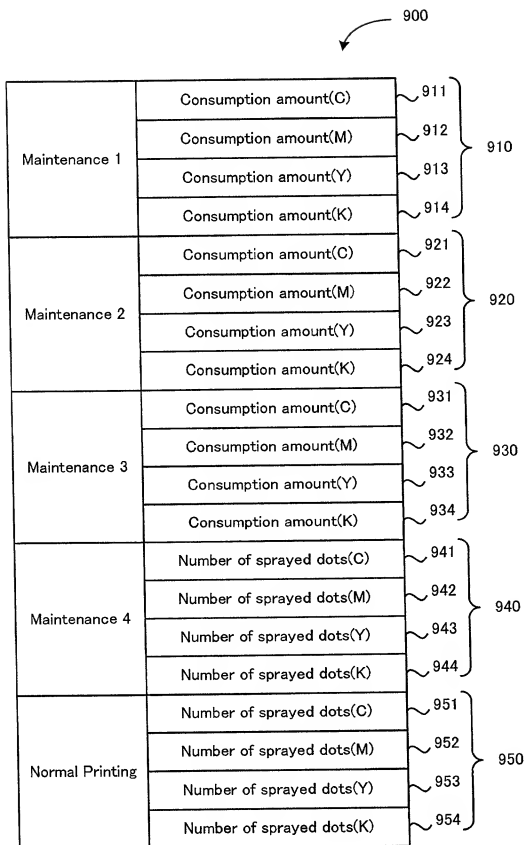 900
Maintenance 1
Consumption amount(C) 911
Consumption amount(M) 912
Consumption amount(Y) 913
Consumption amount(K) 914
910
Maintenance 2
Consumption amount(C) 921
Consumption amount(M) 922
Consumption amount(Y) 923
Consumption amount(K) 924
920
Maintenance 3
Consumption amount(C) 931
Consumption amount(M) 932
Consumption amount(Y) 933
Consumption amount(K) 934
930
Maintenance 4
Number of sprayed dots(C) 941
Number of sprayed dots(M) 942
Number of sprayed dots(Y) 943
Number of sprayed dots(K) 944
940
Normal Printing
Number of sprayed dots(C) 951
Number of sprayed dots(M) 952
Number of sprayed dots(Y) 953
Number of sprayed dots(K) 954
950